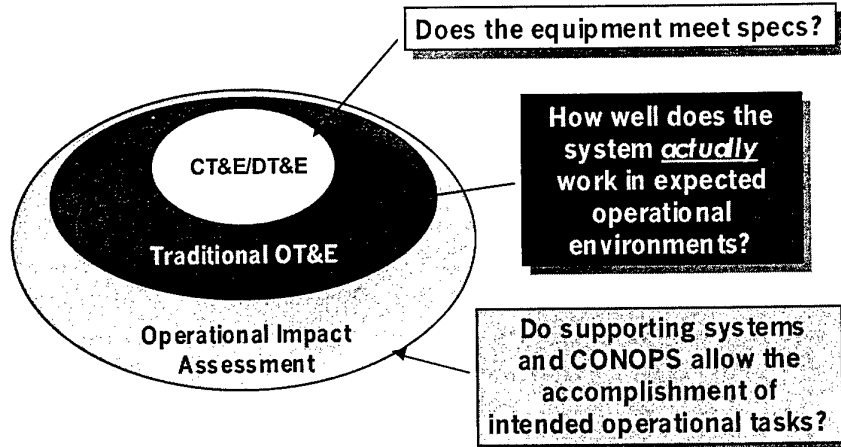 Does the equipment meet specs?
CT&E/DT&E
How well does the
system actually
work in expected
operational
environments?
Traditional OT&E
Operational Impact
Assessment
Do supporting systems
and CONOPS allow the
accomplishment of
intended operational tasks?